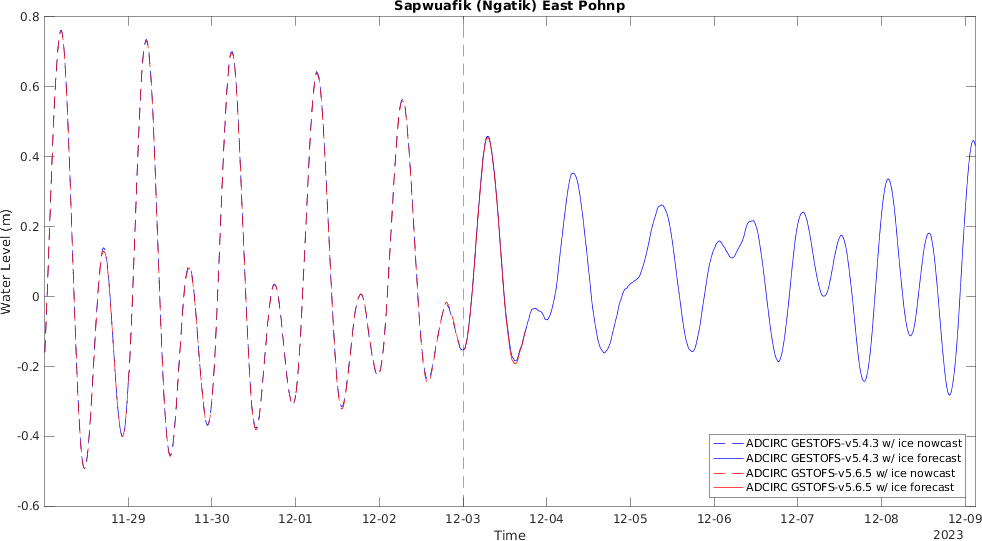 Sapwuafik (Ngatik) East Pohnp
0.8
0.6
0.4
0.2
0
-0.2
-0.4
-0.6
Water Level (m)
ADCIRC GESTOFS-v5.4.3 w/ ice nowcast
ADCIRC GESTOFS-v5.4.3 w/ ice forecast
ADCIRC GSTOFS-v5.6.5 w/ ice nowcast
ADCIRC GSTOFS-v5.6.5 w/ ice forecast
11-29 11-30 12-01 12-02 12-03 12-04 12-05 12-06 12-07 12-08 12-09
Time
2023